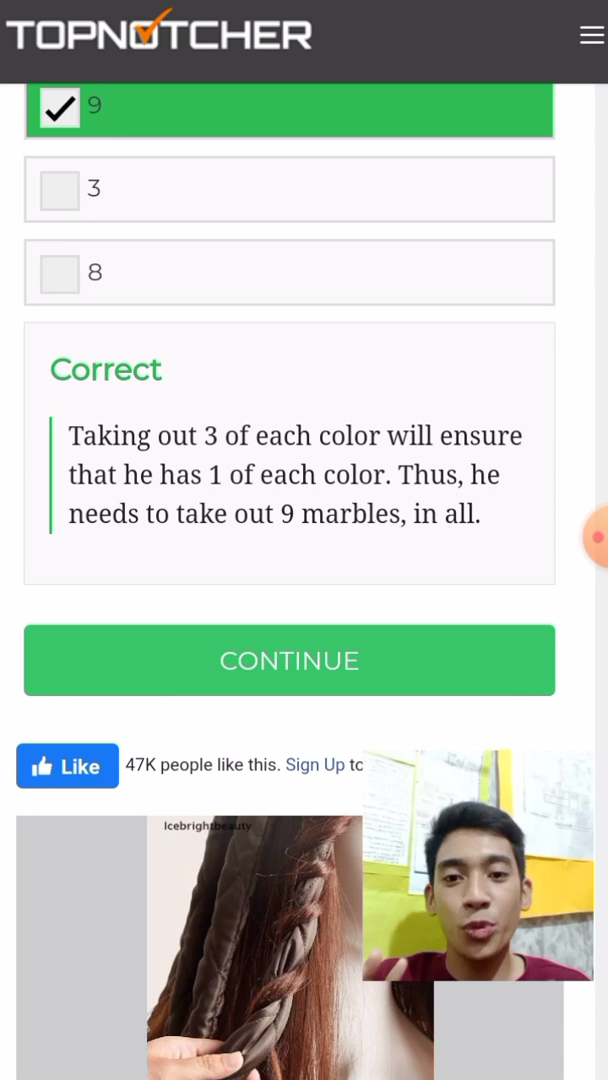 TOPNOTCHER
9
3
8
Correct
Taking out 3 of each color will ensure
that he has 1 of each color. Thus, he
needs to take out 9 marbles, in all.
CONTINUE
Like 47K people like this. Sign Up to
Icebrightbeauty